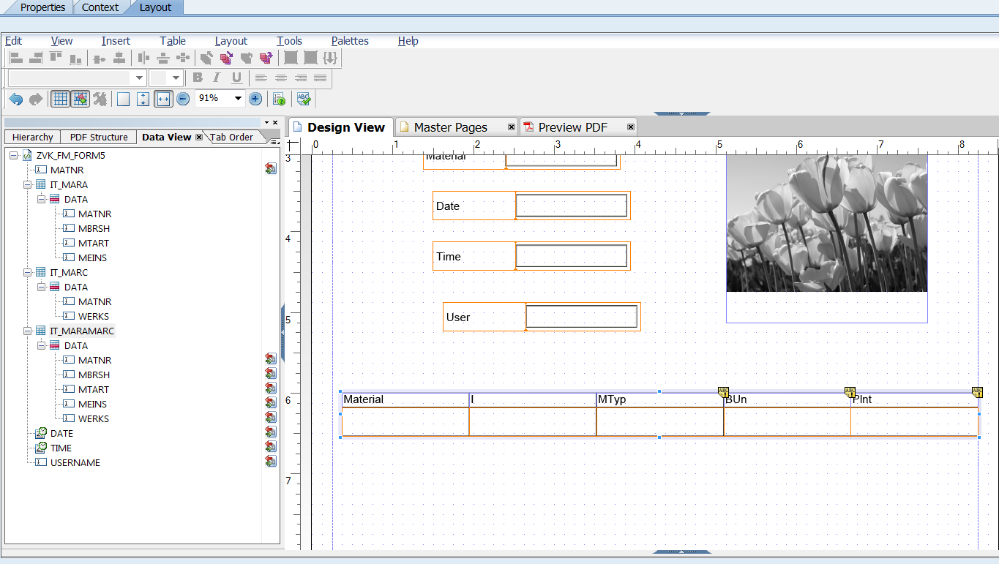 Properties Context Layout
Edit View Insert Table Layout Tools Palettes Help
B I U
91%
Hierarchy PDF Structure Data View Tab Order
ZVK_FM_FORM5
MATNR
IT_MARA
DATA
MATNR
MBRSH
MTART
MEINS
IT_MARC
DATA
MATNR
WERKS
IT_MARAMARC
DATA
MATNR
MBRSH
MTART
MEINS
WERKS
DATE
TIME
USERNAME
Design View Master Pages Preview PDF
0 1 2 3 4 5 6 7 8
3
4
5
6
7
Material
Date
Time
User
Material I MTyp BUn Plnt